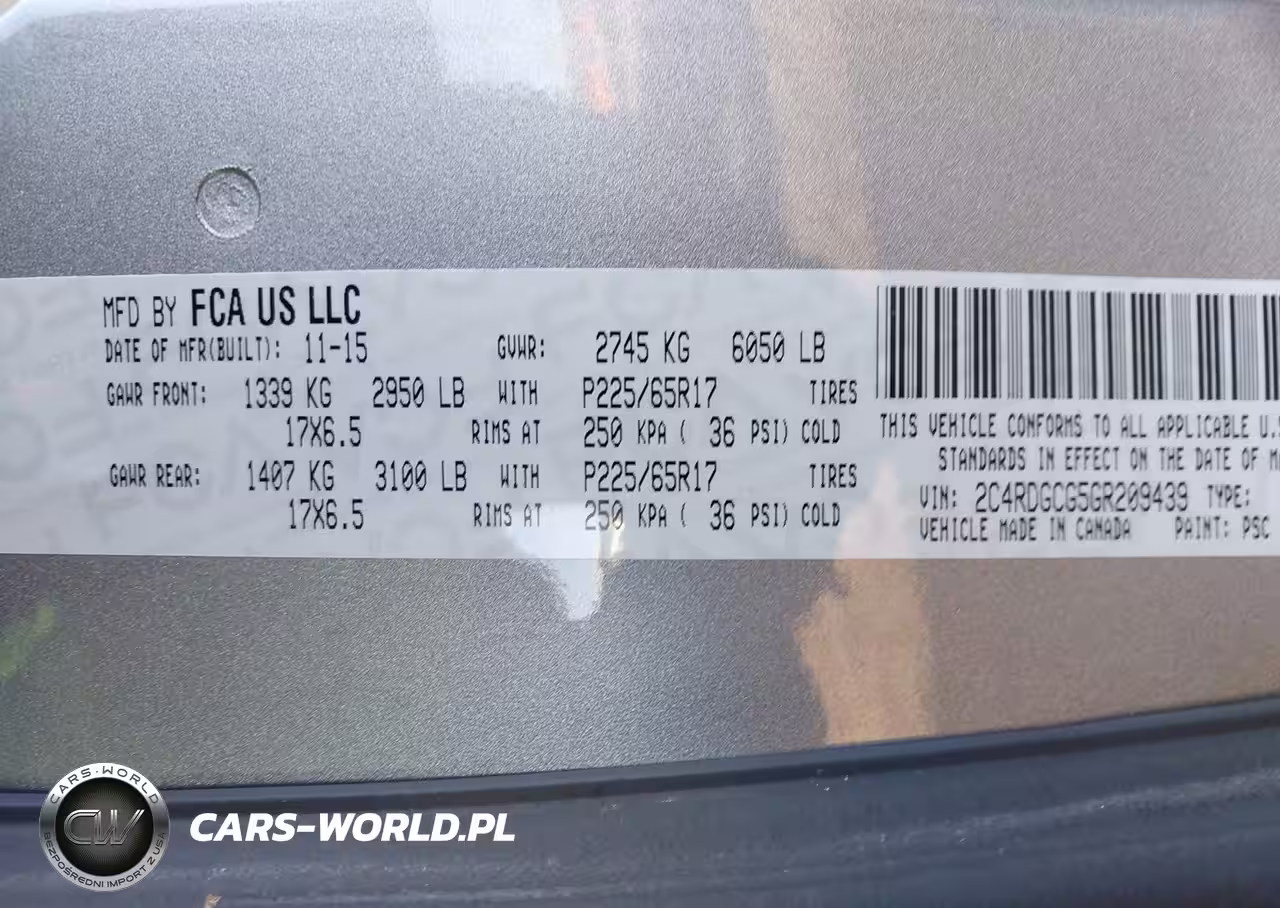 MFD BY FCA US LLC
DATE OF MFR(BUILT): 11-15 GVWR: 2745 KG 6050 LB
GAWR FRONT: 1339 KG 2950 LB WITH P225/65R17 TIRES
17X6.5 RIMS AT 250 KPA ( 36 PSI) COLD
GAWR REAR: 1407 KG 3100 LB WITH P225/65R17 TIRES
17X6.5 RIMS AT 250 KPA ( 36 PSI) COLD
THIS VEHICLE CONFORMS TO ALL APPLICABLE U.S
STANDARDS IN EFFECT ON THE DATE OF
VIN: 2C4RDGCG5GR209439 TYPE:
VEHICLE MADE IN CANADA PAINT: PSC
CARS-WORLD
CW
BEZPOŚREDNI IMPORT Z USA
CARS-WORLD.PL